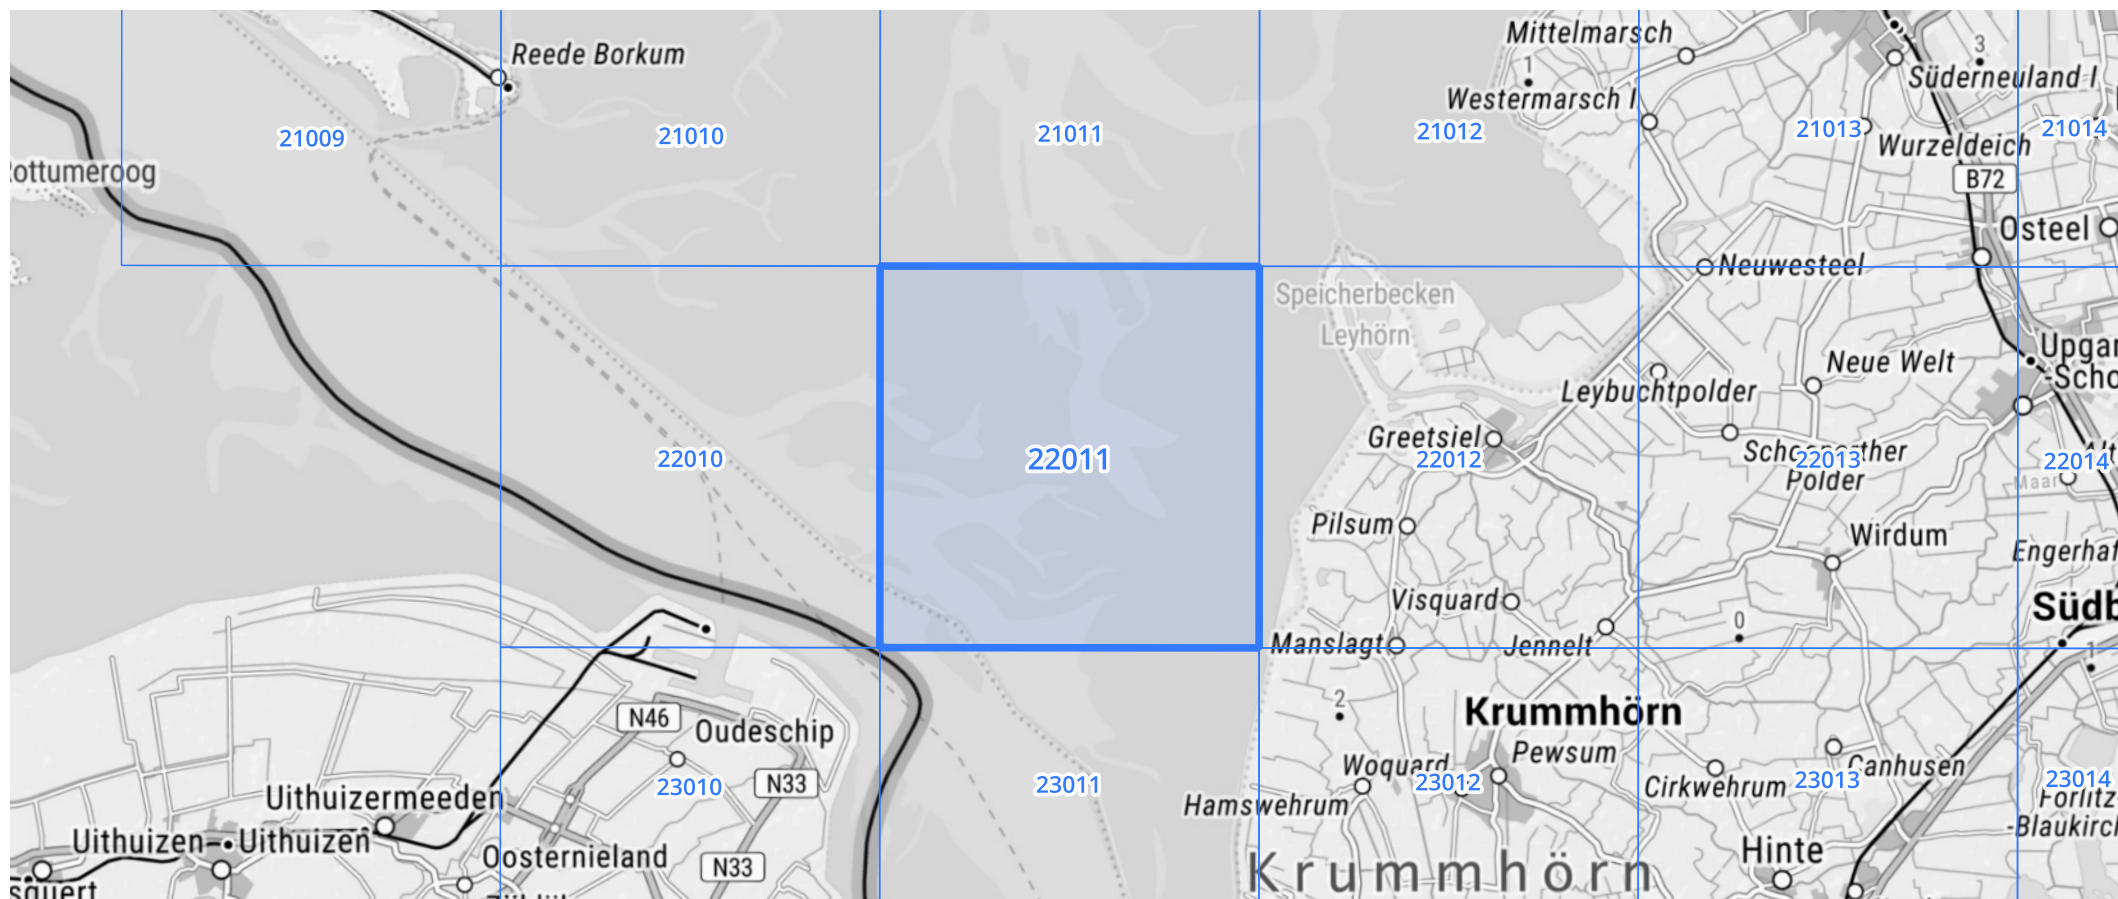 Mittelmarsch
Reede Borkum
3
1
Süderneuland I
Westermarsch I
21009
21010
21011
21012
21013
21014
Wurzeldeich
B72
Osteel
Neuwesteel
Speicherbecken
Leyhörn
Neue Welt
Leybuchtpolder
Greetsiel
22010
22011
22012
22013
22014
Polder
Maar
Pilsum
Wirdum
Visquard
0
Manslagt
Jennelt
1
2
N46
Oudeschip
Krummhörn
Pewsum
Woquard
N33
23010
23011
23012
23013
23014
Canhusen
Cirkwehrum
Hamswehrum
Uithuizermeeden
Uithuizen
Uithuizen
Oosternieland
N33
Hinte
Krummhörn